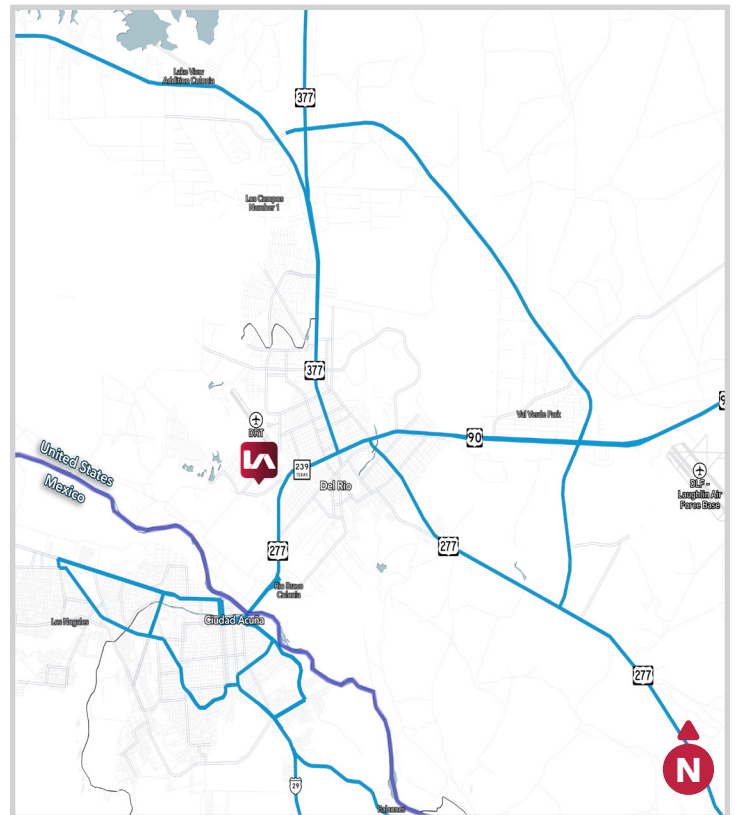 Lake View
Addition Colonia
377
Los Campos
Number 1
377
DRT
90
Val Verde Park
United States
Mexico
239
TEXAS
Del Rio
DLF -
Laughlin Air
Force Base
277
277
Rio Bravo
Colonia
Los Nogales
Ciudad Acuña
277
N
29